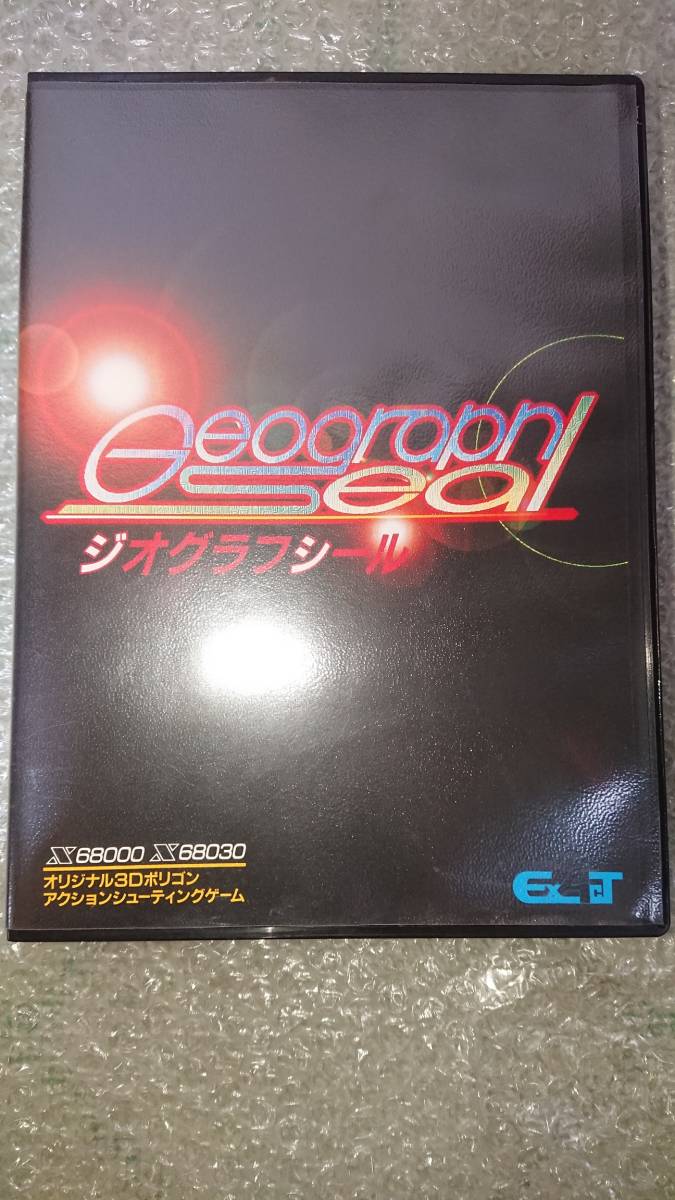 Geograph
Seal
ジオグラフシール
X68000 X68030
オリジナル3Dポリゴン
アクションシューティングゲーム
EXACT